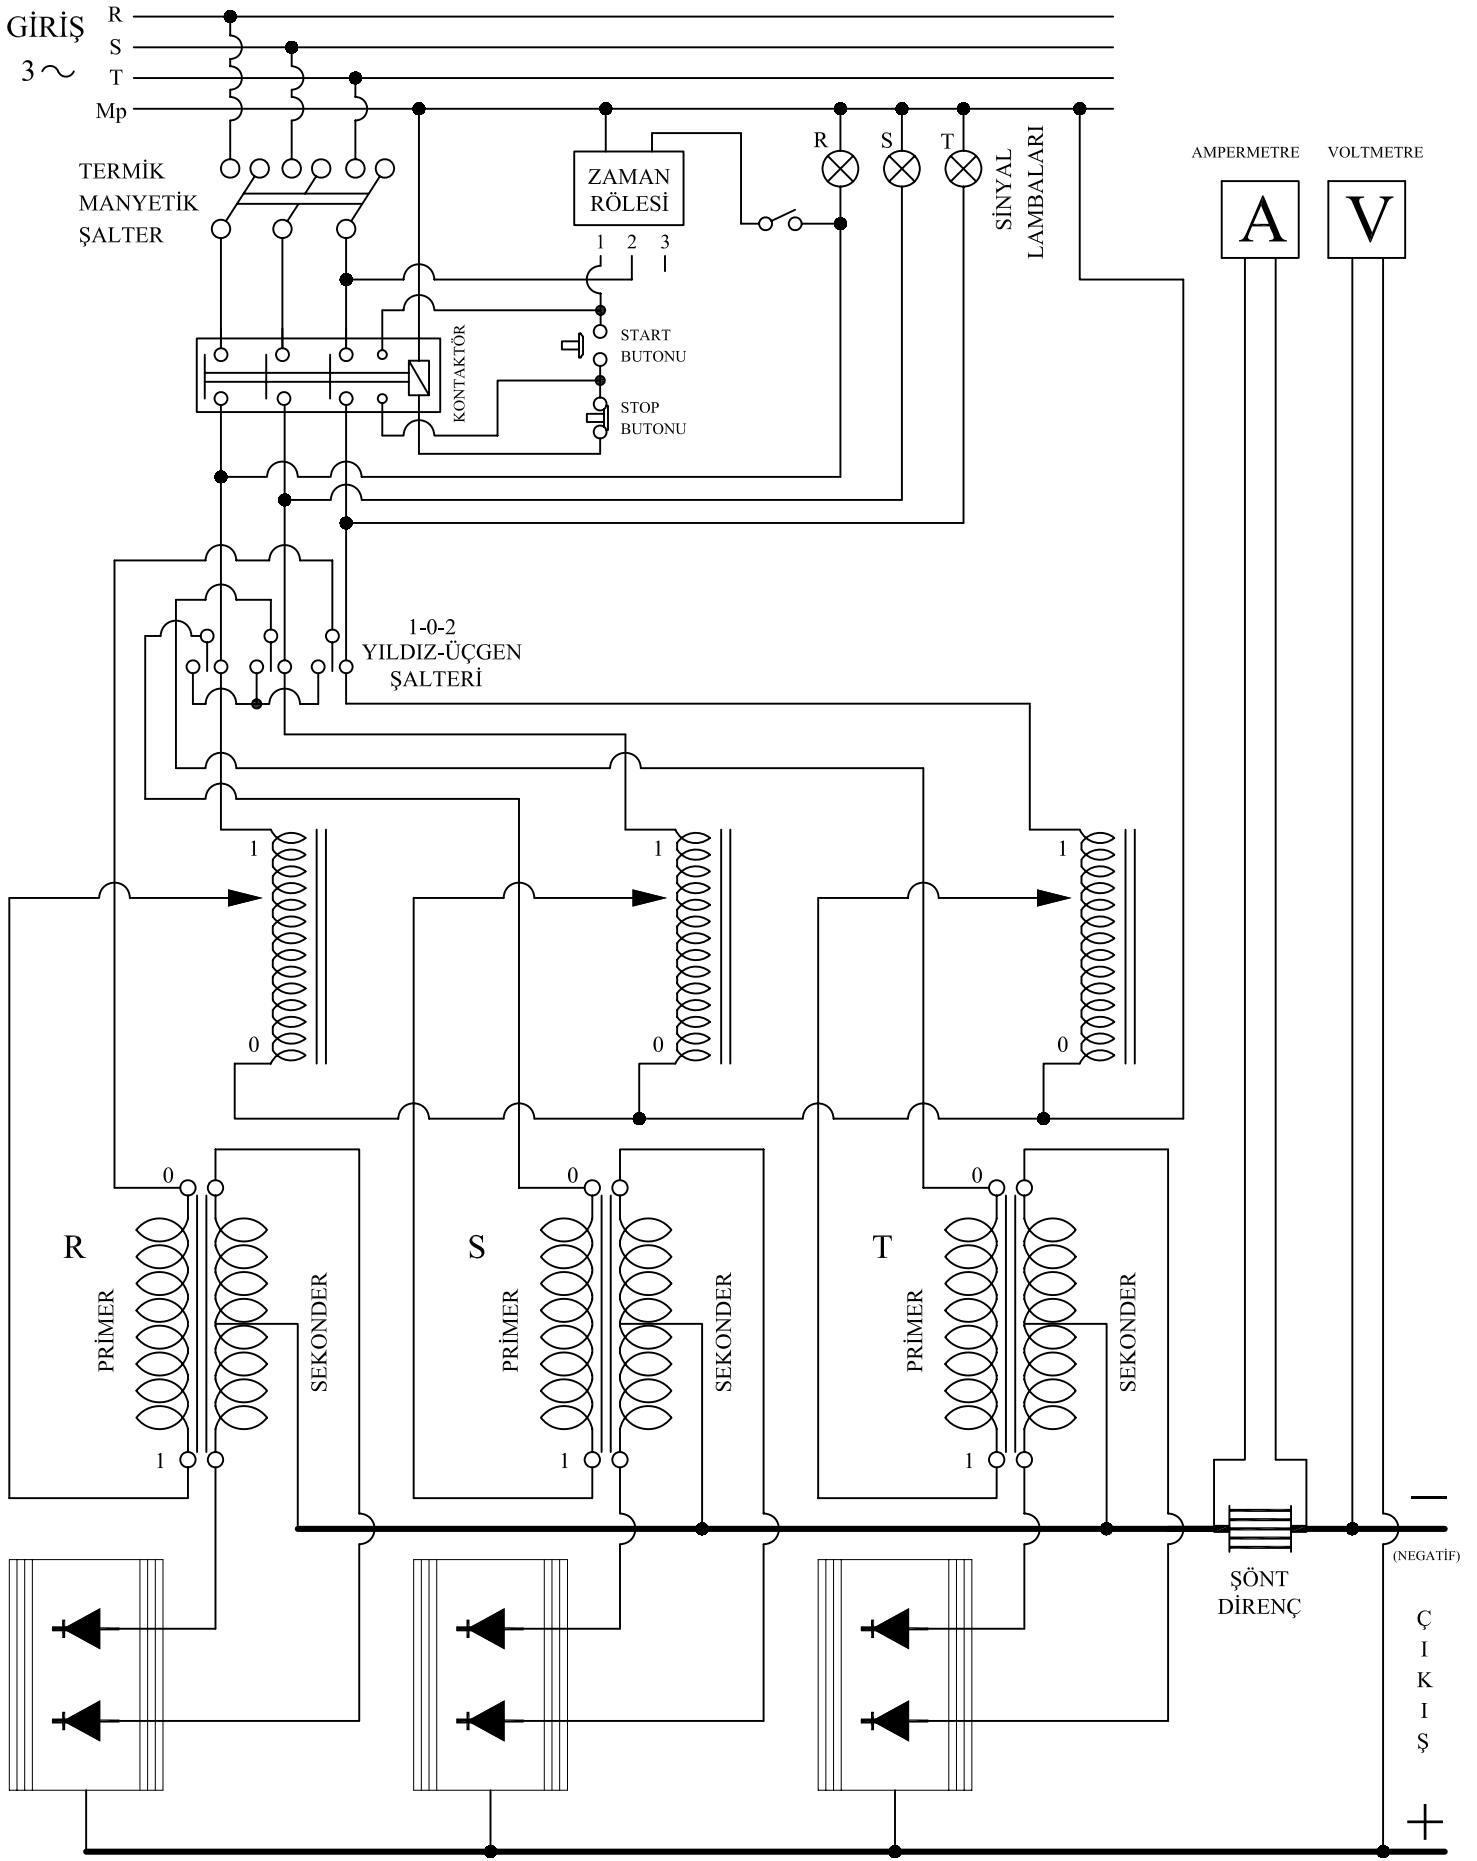 GİRİŞ
3
R
S
T
Mp
TERMİK
MANYETİK
ŞALTER
ZAMAN
RÖLESİ
1 2 3
R S T
SİNYAL
LAMBALARI
AMPERMETRE
VOLTMETRE
A
V
START
BUTONU
KONTAKTÖR
STOP
BUTONU
1-0-2
YILDIZ-ÜÇGEN
ŞALTERİ
1
1
1
0
0
0
0
0
0
R
S
T
PRİMER
SEKONDER
PRİMER
SEKONDER
PRİMER
SEKONDER
1
1
1
(NEGATİF)
ŞÖNT
DİRENÇ
Ç
I
K
I
Ş